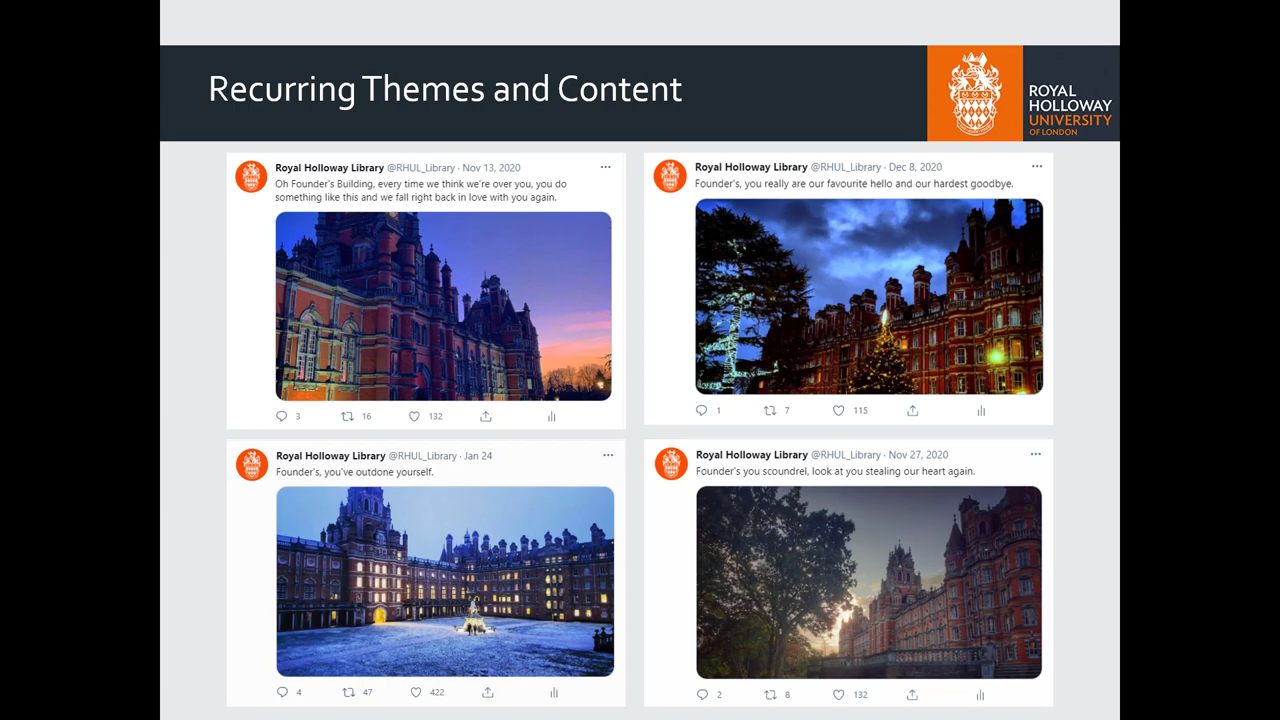 Recurring Themes and Content
ROYAL
HOLLOWAY
UNIVERSITY
OF LONDON
Royal Holloway Library @RHUL_Library · Nov 13, 2020
Oh Founder's Building, every time we think we're over you, you do
something like this and we fall right back in love with you again.
3 16 132
Royal Holloway Library @RHUL_Library · Dec 8, 2020
Founder's, you really are our favourite hello and our hardest goodbye.
1 7 115
Royal Holloway Library @RHUL_Library · Jan 24
Founder's, you've outdone yourself.
4 47 422
Royal Holloway Library @RHUL_Library · Nov 27, 2020
Founder's you scoundrel, look at you stealing our heart again.
2 8 132